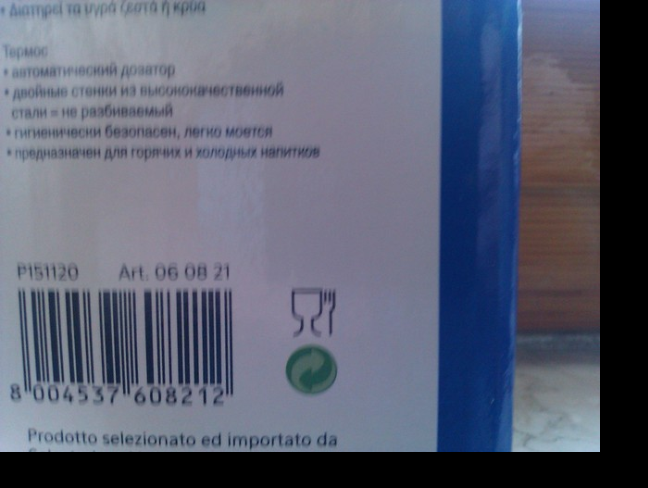 • Διατηρεί τα υγρά ζεστά ή κρύα
Термос
• автоматический дозатор
• двойные стенки из высококачественной
стали = не разбиваемый
• гигиенически безопасен, легко моется
• предназначен для горячих и холодных напитков
P151120 Art. 06 08 21
8 004537 608212
Prodotto selezionato ed importato da